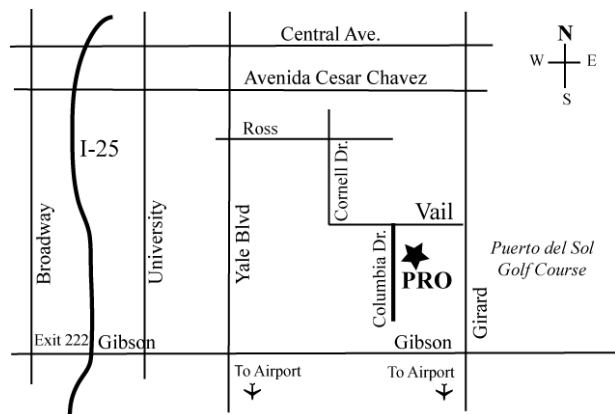 Central Ave.
N
W E
S
Avenida Cesar Chavez
Ross
I-25
Cornell Dr.
Vail
Broadway
University
Yale Blvd
Columbia Dr.
PRO
Puerto del Sol
Golf Course
Girard
Exit 222
Gibson
Gibson
To Airport
To Airport